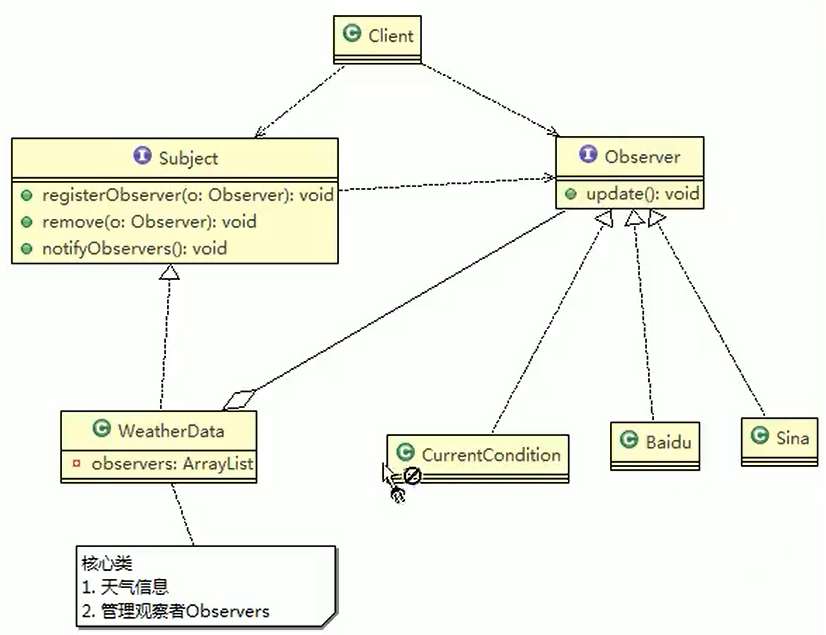 Client
Subject
registerObserver(o: Observer): void
remove(o: Observer): void
notifyObservers(): void
Observer
update(): void
WeatherData
observers: ArrayList
CurrentCondition
Baidu
Sina
核心类
1. 天气信息
2. 管理观察者Observers